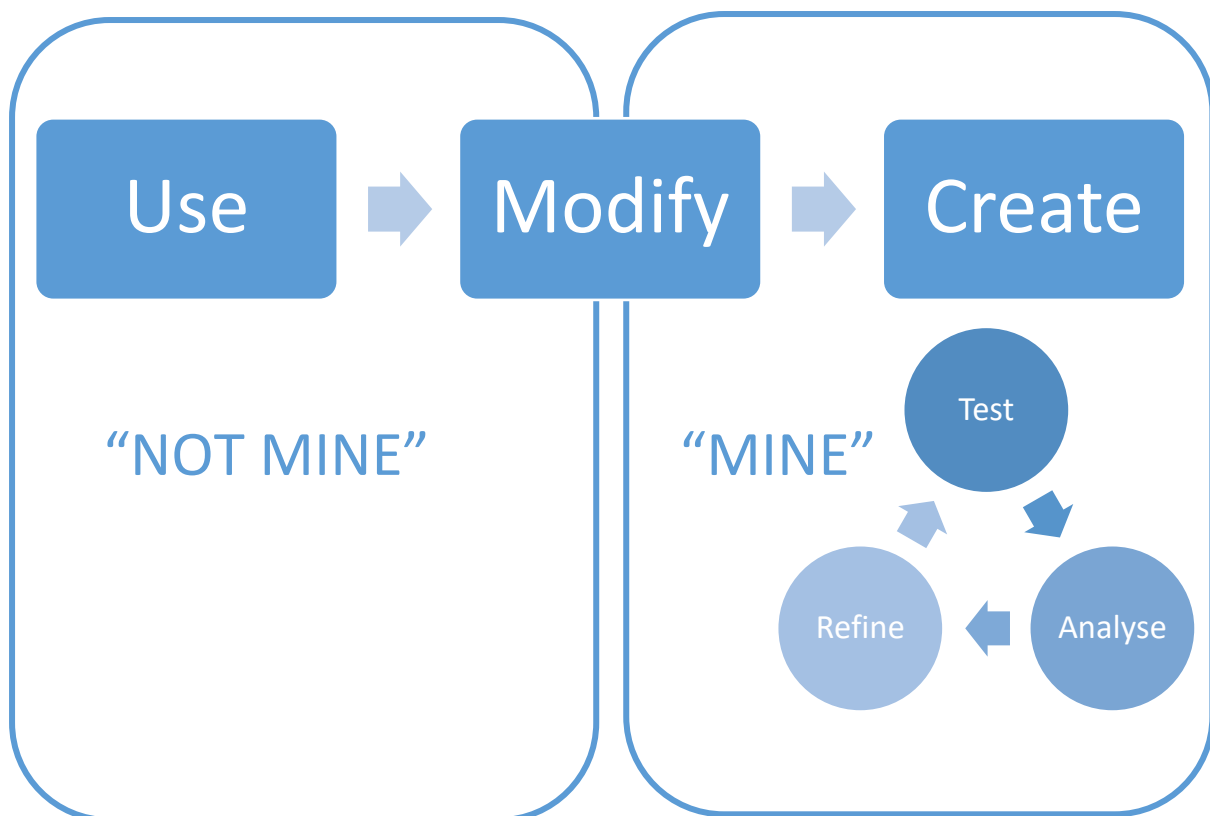 Use
Modify
Create
“NOT MINE”
“MINE”
Test
Analyse
Refine